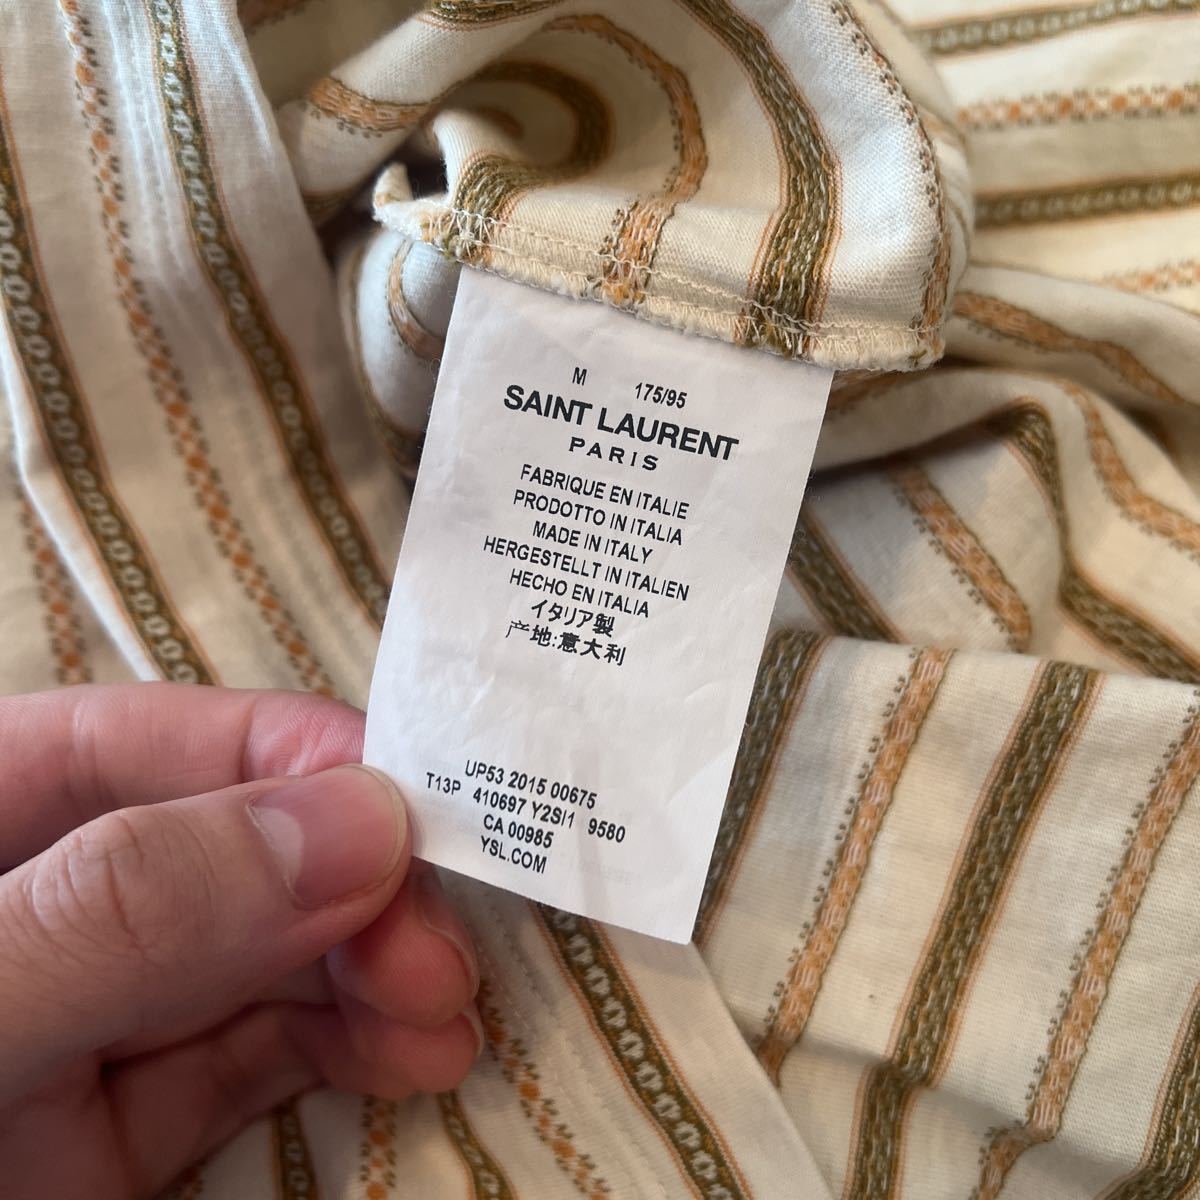 M 175/95
SAINT LAURENT
PARIS
FABRIQUE EN ITALIE
PRODOTTO IN ITALIA
MADE IN ITALY
HERGESTELLT IN ITALIEN
HECHO EN ITALIA
イタリア製
产地:意大利
UP53 2015 00675
T13P 410697 Y2SI1 9580
CA 00985
YSL.COM